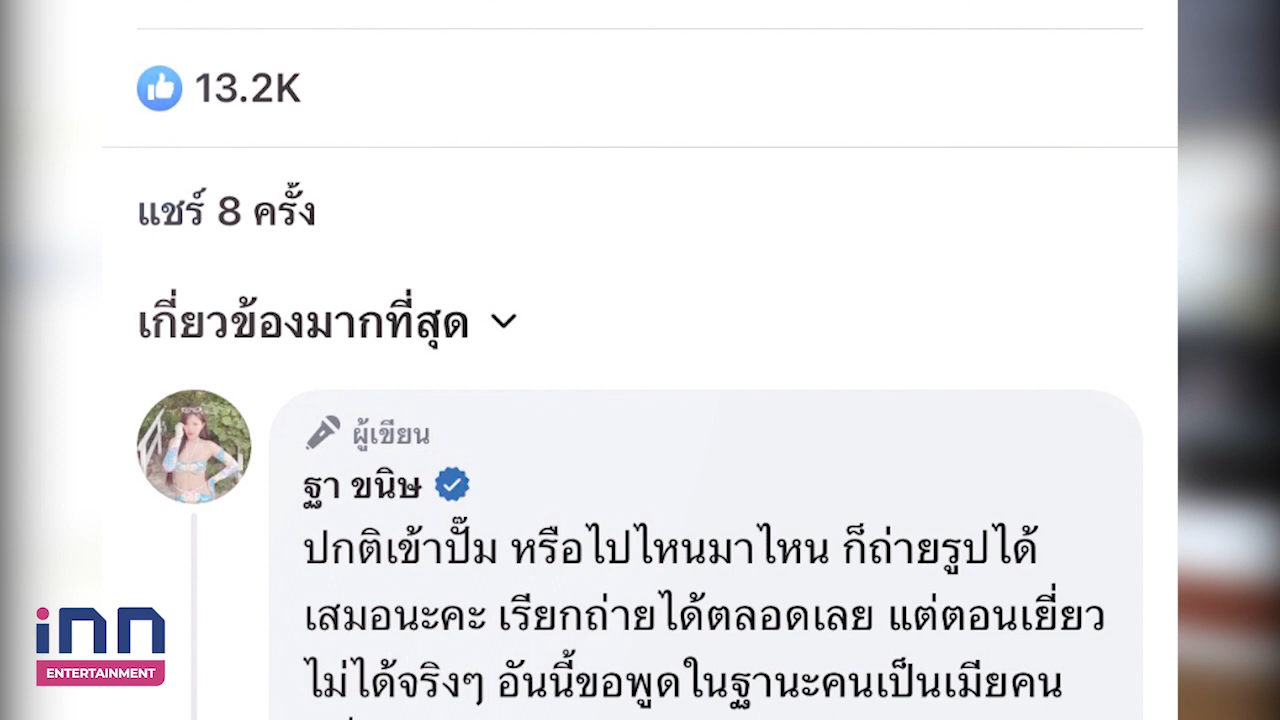 13.2K
แชร์ 8 ครั้ง
เกี่ยวข้องมากที่สุด
ผู้เขียน
ฐา ขนิษ
ปกติเข้าปั๊ม หรือไปไหนมาไหน ก็ถ่ายรูปได้
เสมอนะคะ เรียกถ่ายได้ตลอดเลย แต่ตอนเยี่ยว
ไม่ได้จริงๆ อันนี้ขอพูดในฐานะคนเป็นเมียคน
inn
ENTERTAINMENT